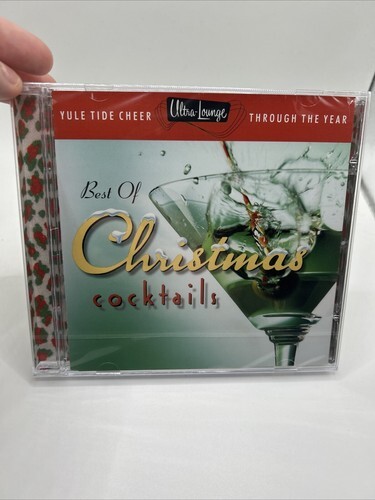 YULE TIDE CHEER Ultra-Lounge THROUGH THE YEAR
Best Of
Christmas
cocktails